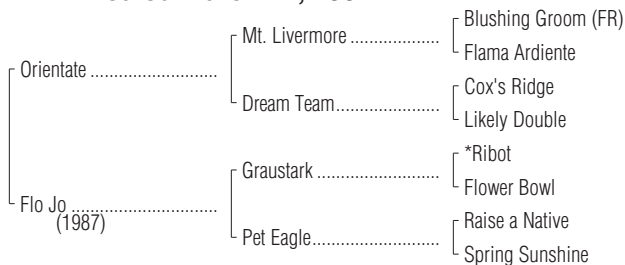 Blushing Groom (FR)
Mt. Livermore ....................
Flama Ardiente
Orientate .............................
Cox's Ridge
Dream Team.......................
Likely Double
*Ribot
Graustark ...........................
Flower Bowl
Flo Jo .................................
(1987)
Raise a Native
Pet Eagle............................
Spring Sunshine